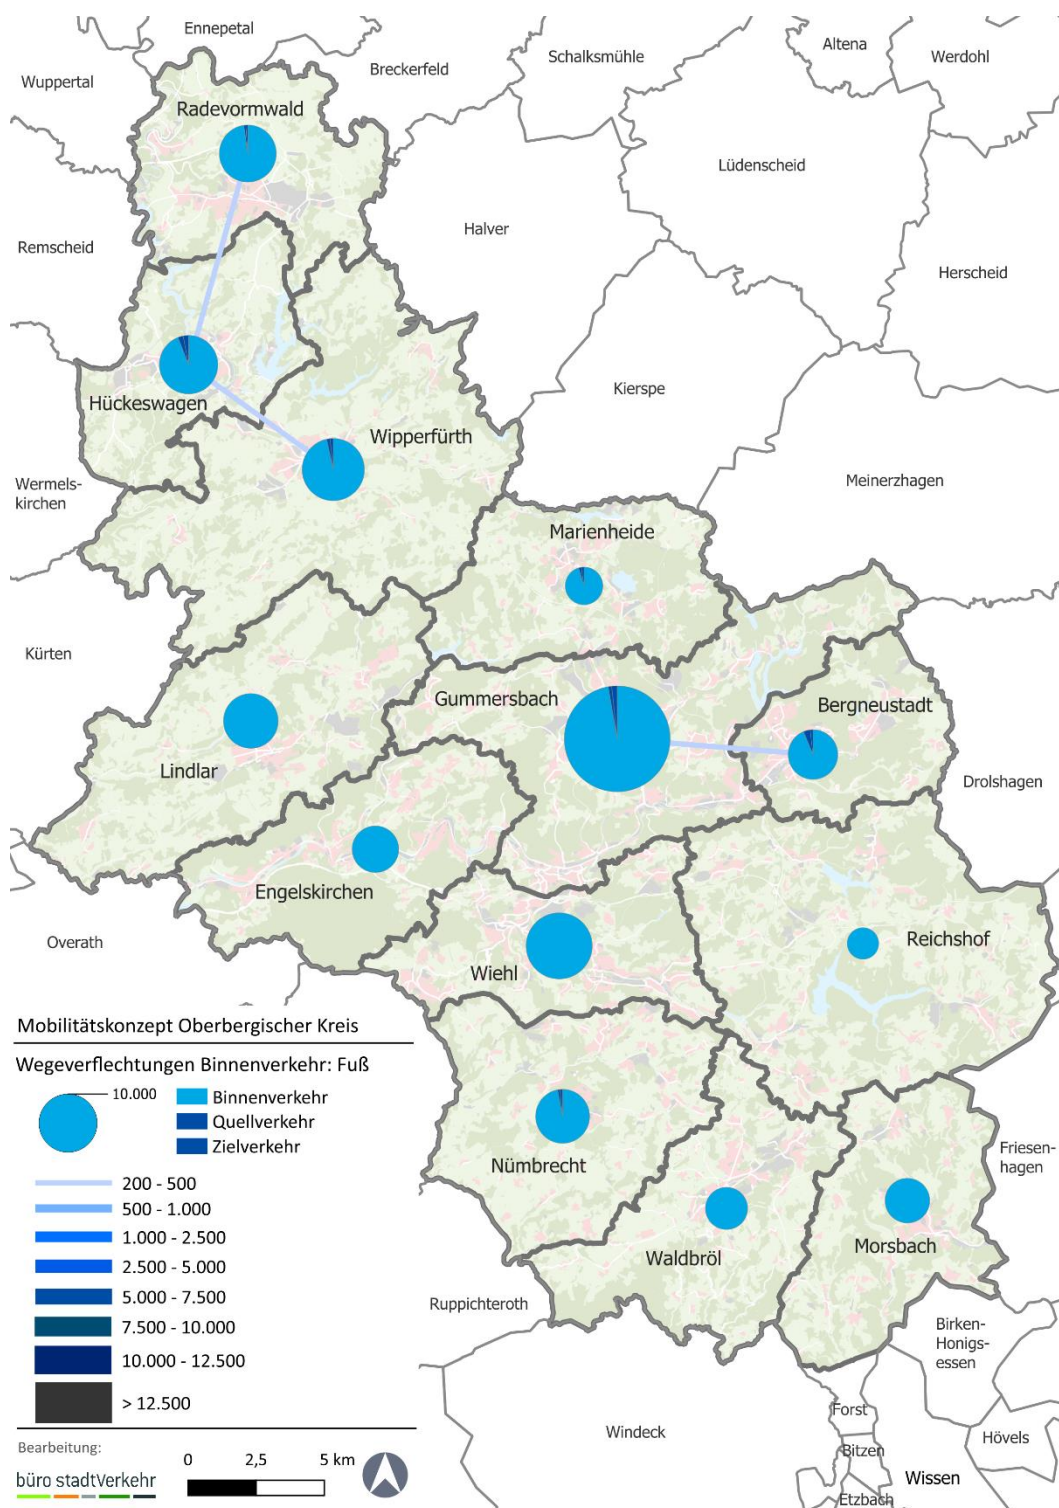 Ennepetal
Altena
Schalksmühle
Werdohl
Breckerfeld
Wuppertal
Radevormwald
Lüdenscheid
Halver
Remscheid
Herscheid
Kierspe
Hückeswagen
Wipperfürth
Meinerzhagen
Wermels-
kirchen
Marienheide
Kürten
Gummersbach
Bergneustadt
Lindlar
Drolshagen
Engelskirchen
Overath
Reichshof
Wiehl
Nümbrecht
Friesen-
hagen
Waldbröl
Morsbach
Ruppichteroth
Birken-
Honigs-
essen
Forst
Windeck
Hövels
Bitzen
Wissen
Etzbach
Mobilitätskonzept Oberbergischer Kreis
Wegeverflechtungen Binnenverkehr: Fuß
10.000
Binnenverkehr
Quellverkehr
Zielverkehr
200 - 500
500 - 1.000
1.000 - 2.500
2.500 - 5.000
5.000 - 7.500
7.500 - 10.000
10.000 - 12.500
> 12.500
Bearbeitung:
büro stadtVerkehr
0 2,5 5 km